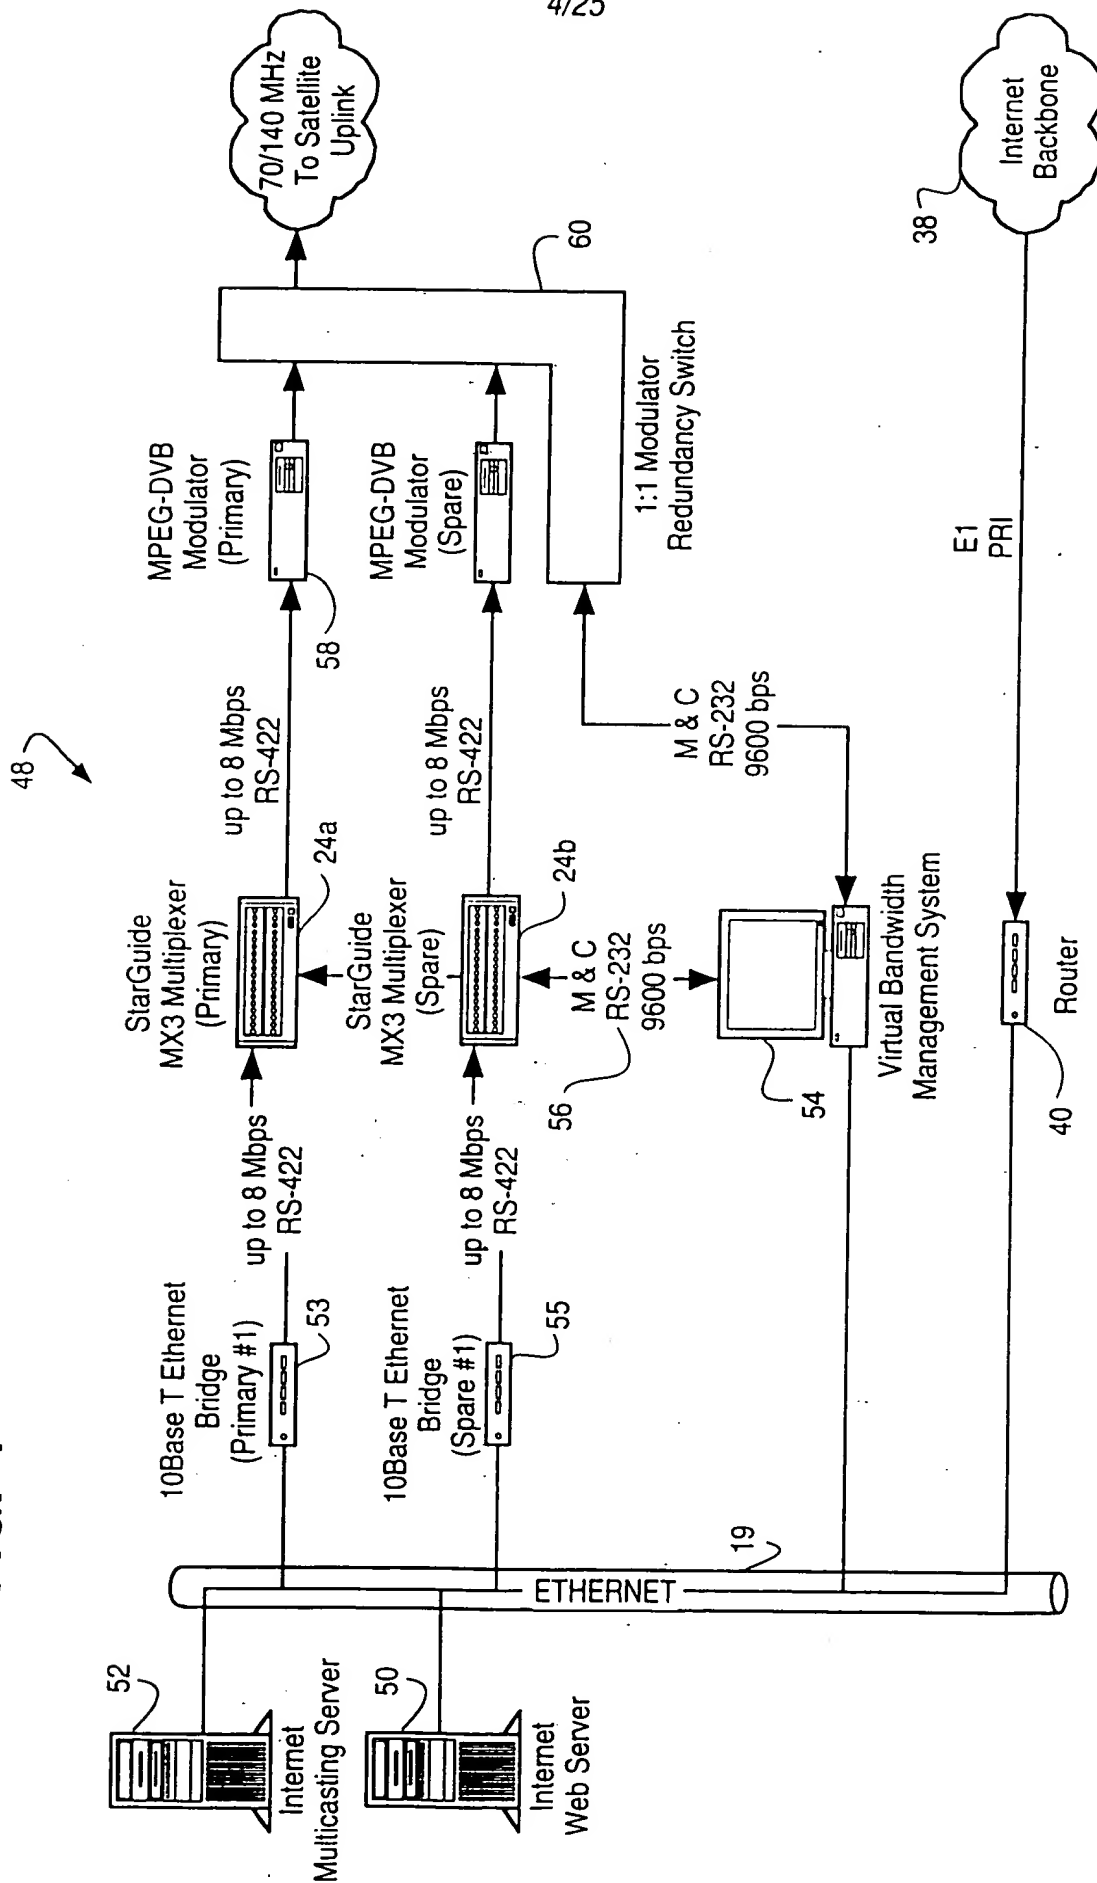 4/25
48
70/140 MHz
To Satellite
Uplink
60
MPEG-DVB
Modulator
(Primary)
58
MPEG-DVB
Modulator
(Spare)
1:1 Modulator
Redundancy Switch
up to 8 Mbps
RS-422
up to 8 Mbps
RS-422
M & C
RS-232
9600 bps
StarGuide
MX3 Multiplexer
(Primary)
24a
StarGuide
MX3 Multiplexer
(Spare)
24b
M & C
RS-232
9600 bps
56
54
Virtual Bandwidth
Management System
up to 8 Mbps
RS-422
up to 8 Mbps
RS-422
10Base T Ethernet
Bridge
(Primary #1)
53
10Base T Ethernet
Bridge
(Spare #1)
55
ETHERNET
19
52
Internet
Multicasting Server
50
Internet
Web Server
38
Internet
Backbone
E1
PRI
40
Router